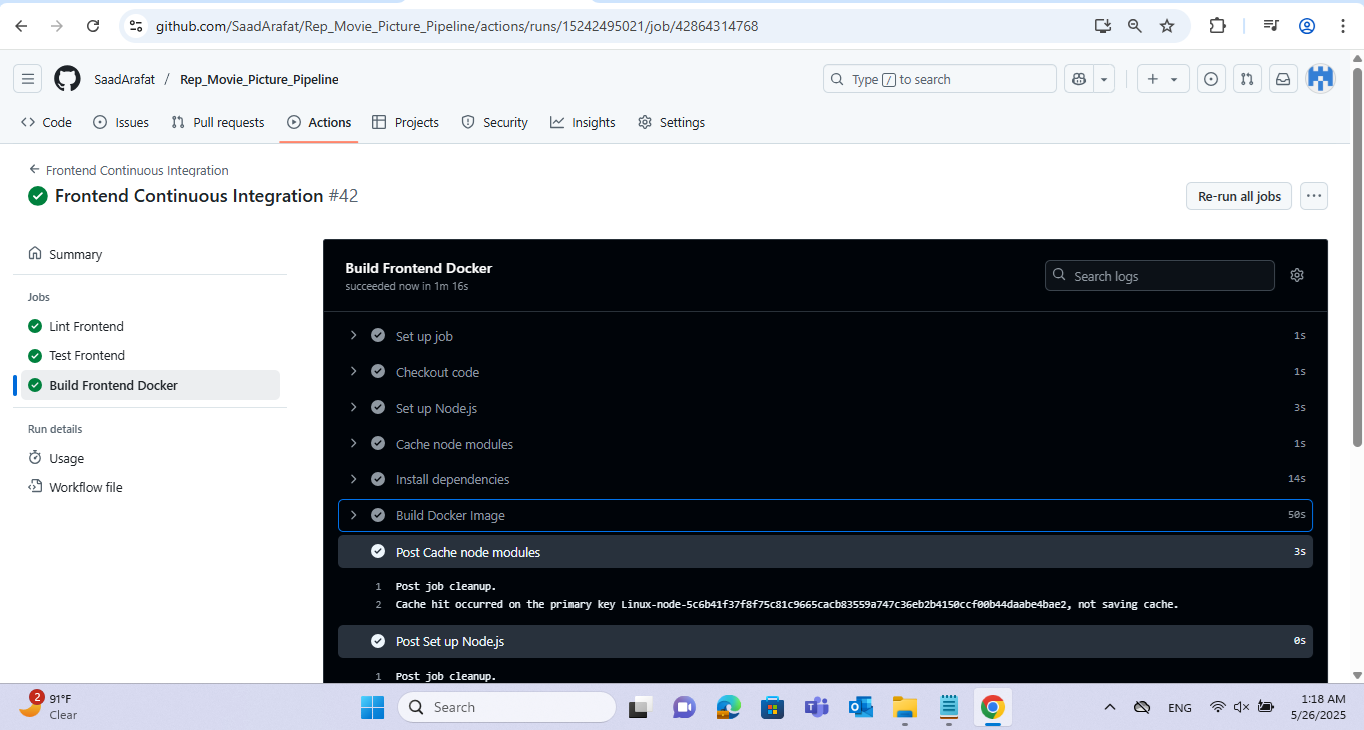 github.com/SaadArafat/Rep_Movie_Picture_Pipeline/actions/runs/15242495021/job/42864314768
SaadArafat / Rep_Movie_Picture_Pipeline
Type / to search
Code Issues Pull requests Actions Projects Security Insights Settings
Frontend Continuous Integration
Frontend Continuous Integration #42
Re-run all jobs
Summary
Jobs
Lint Frontend
Test Frontend
Build Frontend Docker
Run details
Usage
Workflow file
Build Frontend Docker
succeeded now in 1m 16s
Search logs
Set up job 1s
Checkout code 1s
Set up Node.js 3s
Cache node modules 1s
Install dependencies 14s
Build Docker Image 50s
Post Cache node modules 3s
1 Post job cleanup.
2 Cache hit occurred on the primary key Linux-node-5c6b41f37f8f75c81c9665cacb83559a747c36eb2b4150ccf00b44daabe4bae2, not saving cache.
Post Set up Node.js 0s
1 Post job cleanup.
2
91°F
Clear
Search
ENG
1:18 AM
5/26/2025